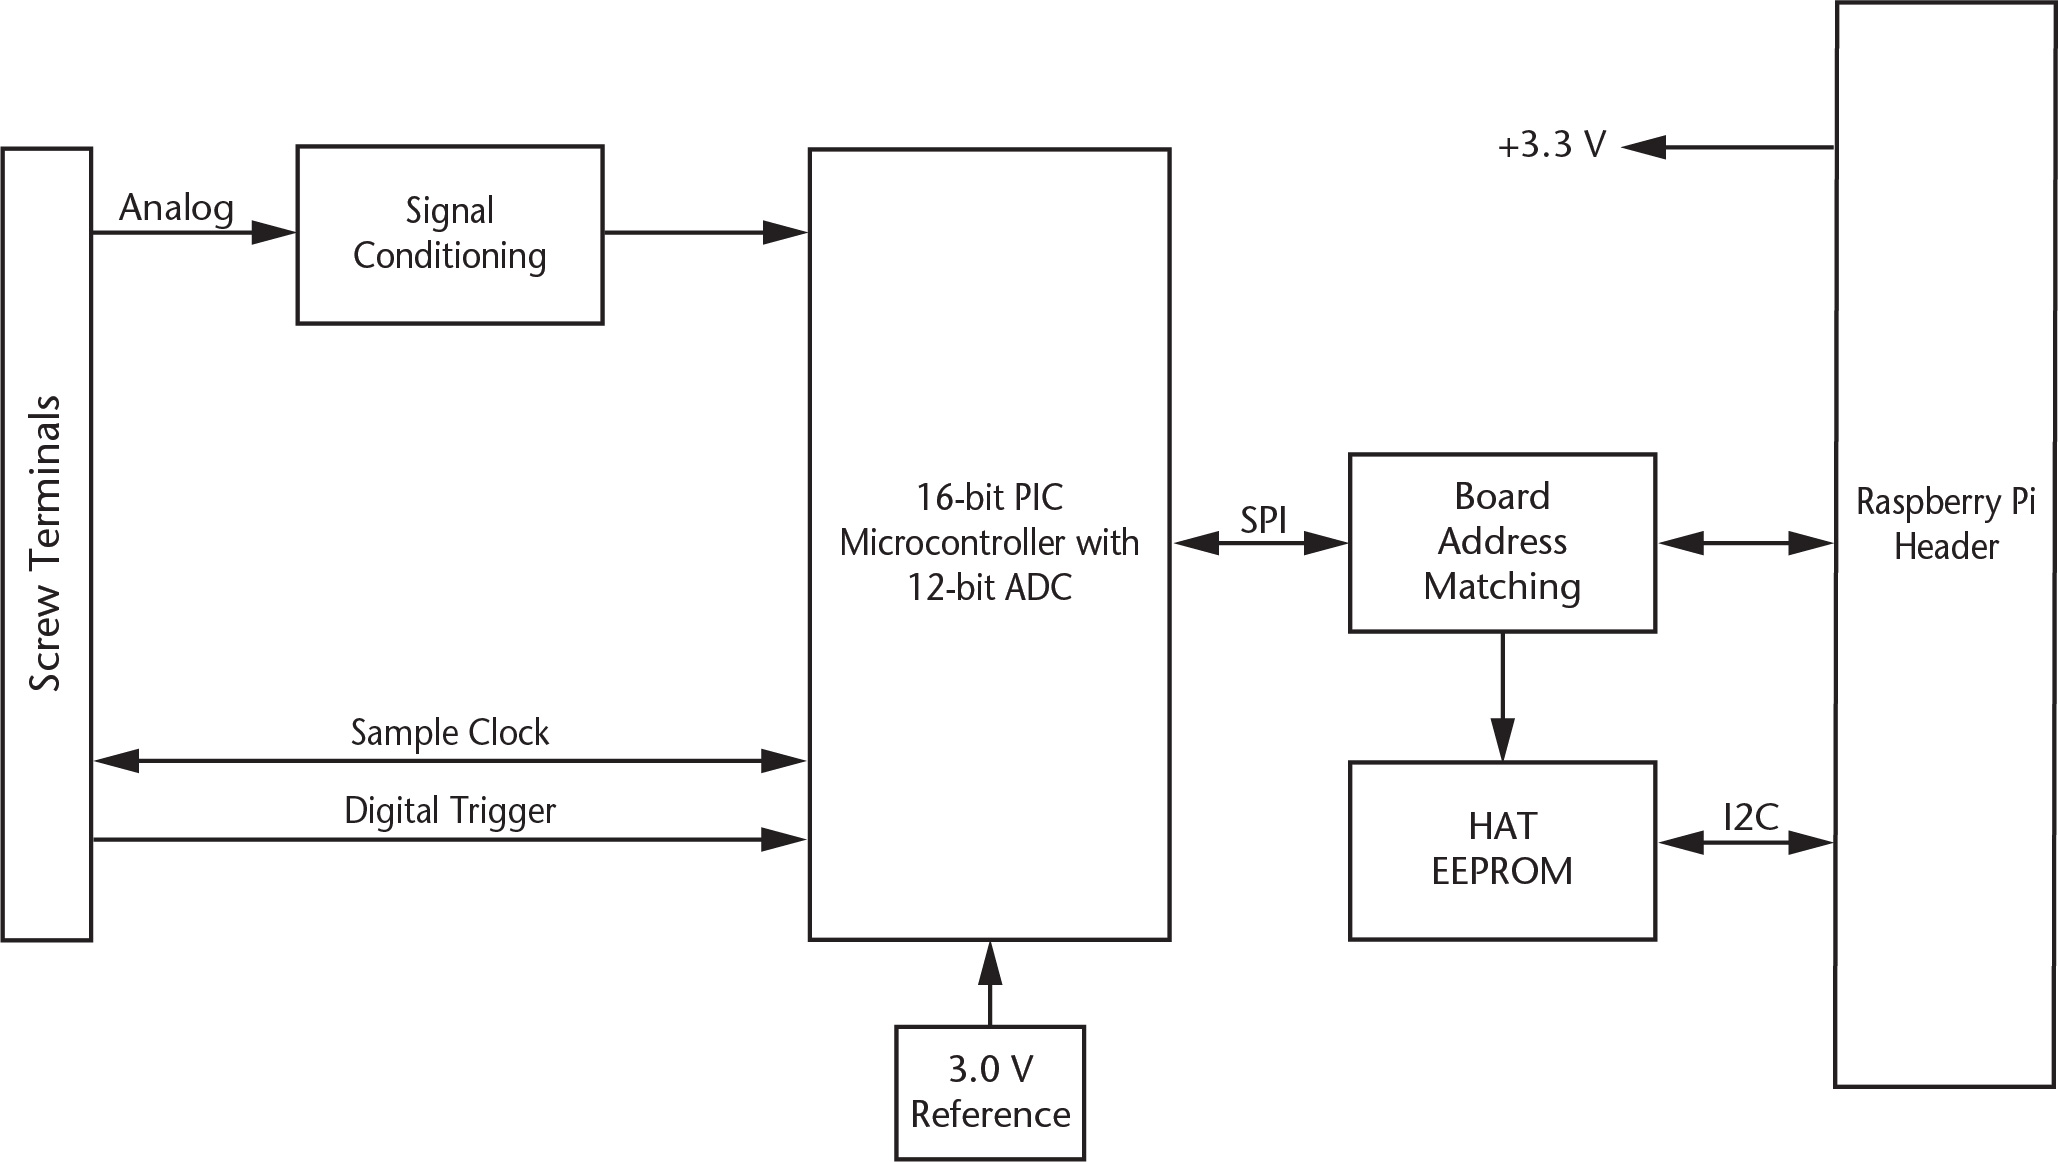 +3.3 V
Analog
Signal
Conditioning
Screw Terminals
16-bit PIC
Microcontroller with
12-bit ADC
SPI
Board
Address
Matching
Raspberry Pi
Header
Sample Clock
Digital Trigger
HAT
EEPROM
I2C
3.0 V
Reference